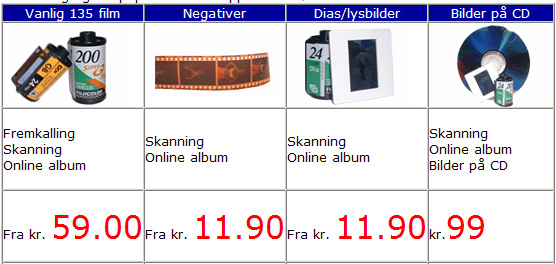 Vanlig 135 film
Negativer
Dias/lysbilder
Bilder på CD
200
Super G
FUJICOLOR
24
24
Fremkalling
Skanning
Online album
Skanning
Online album
Skanning
Online album
Skanning
Online album
Bilder på CD
Fra kr. 59.00
Fra kr. 11.90
Fra kr. 11.90
kr. 99